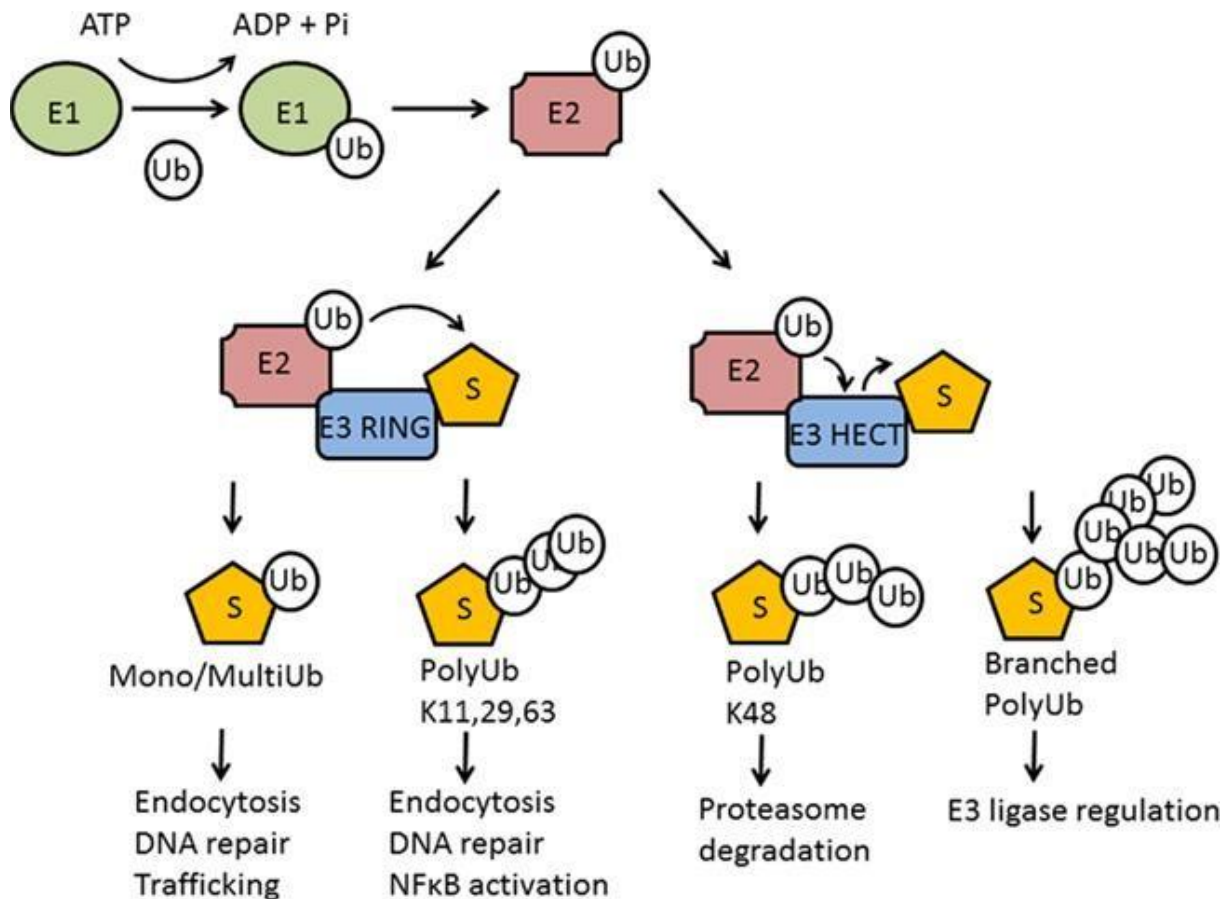 ATP ADP + Pi
Ub
E1 E1 E2
Ub Ub
Ub Ub
E2 S E2 S
E3 RING E3 HECT
Ub Ub
Ub Ub Ub Ub Ub Ub
Ub Ub Ub Ub
S S S S
Mono/MultiUb PolyUb PolyUb Branched
K11,29,63 K48 PolyUb
Endocytosis Endocytosis Proteasome E3 ligase regulation
DNA repair DNA repair degradation
Trafficking NFκB activation